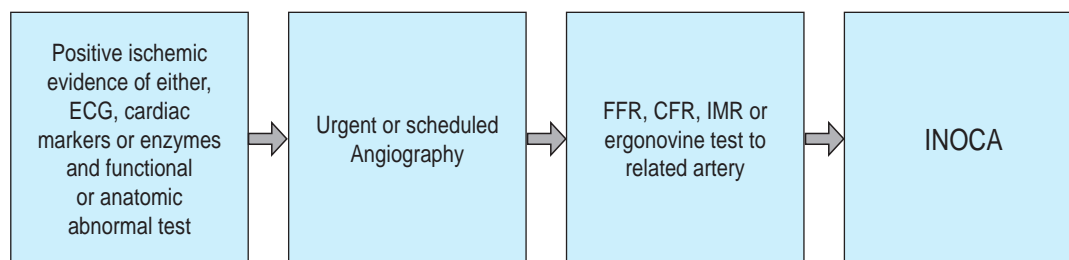 Positive ischemic
evidence of either,
ECG, cardiac
markers or enzymes
and functional
or anatomic
abnormal test
Urgent or scheduled
Angiography
FFR, CFR, IMR or
ergonovine test to
related artery
INOCA